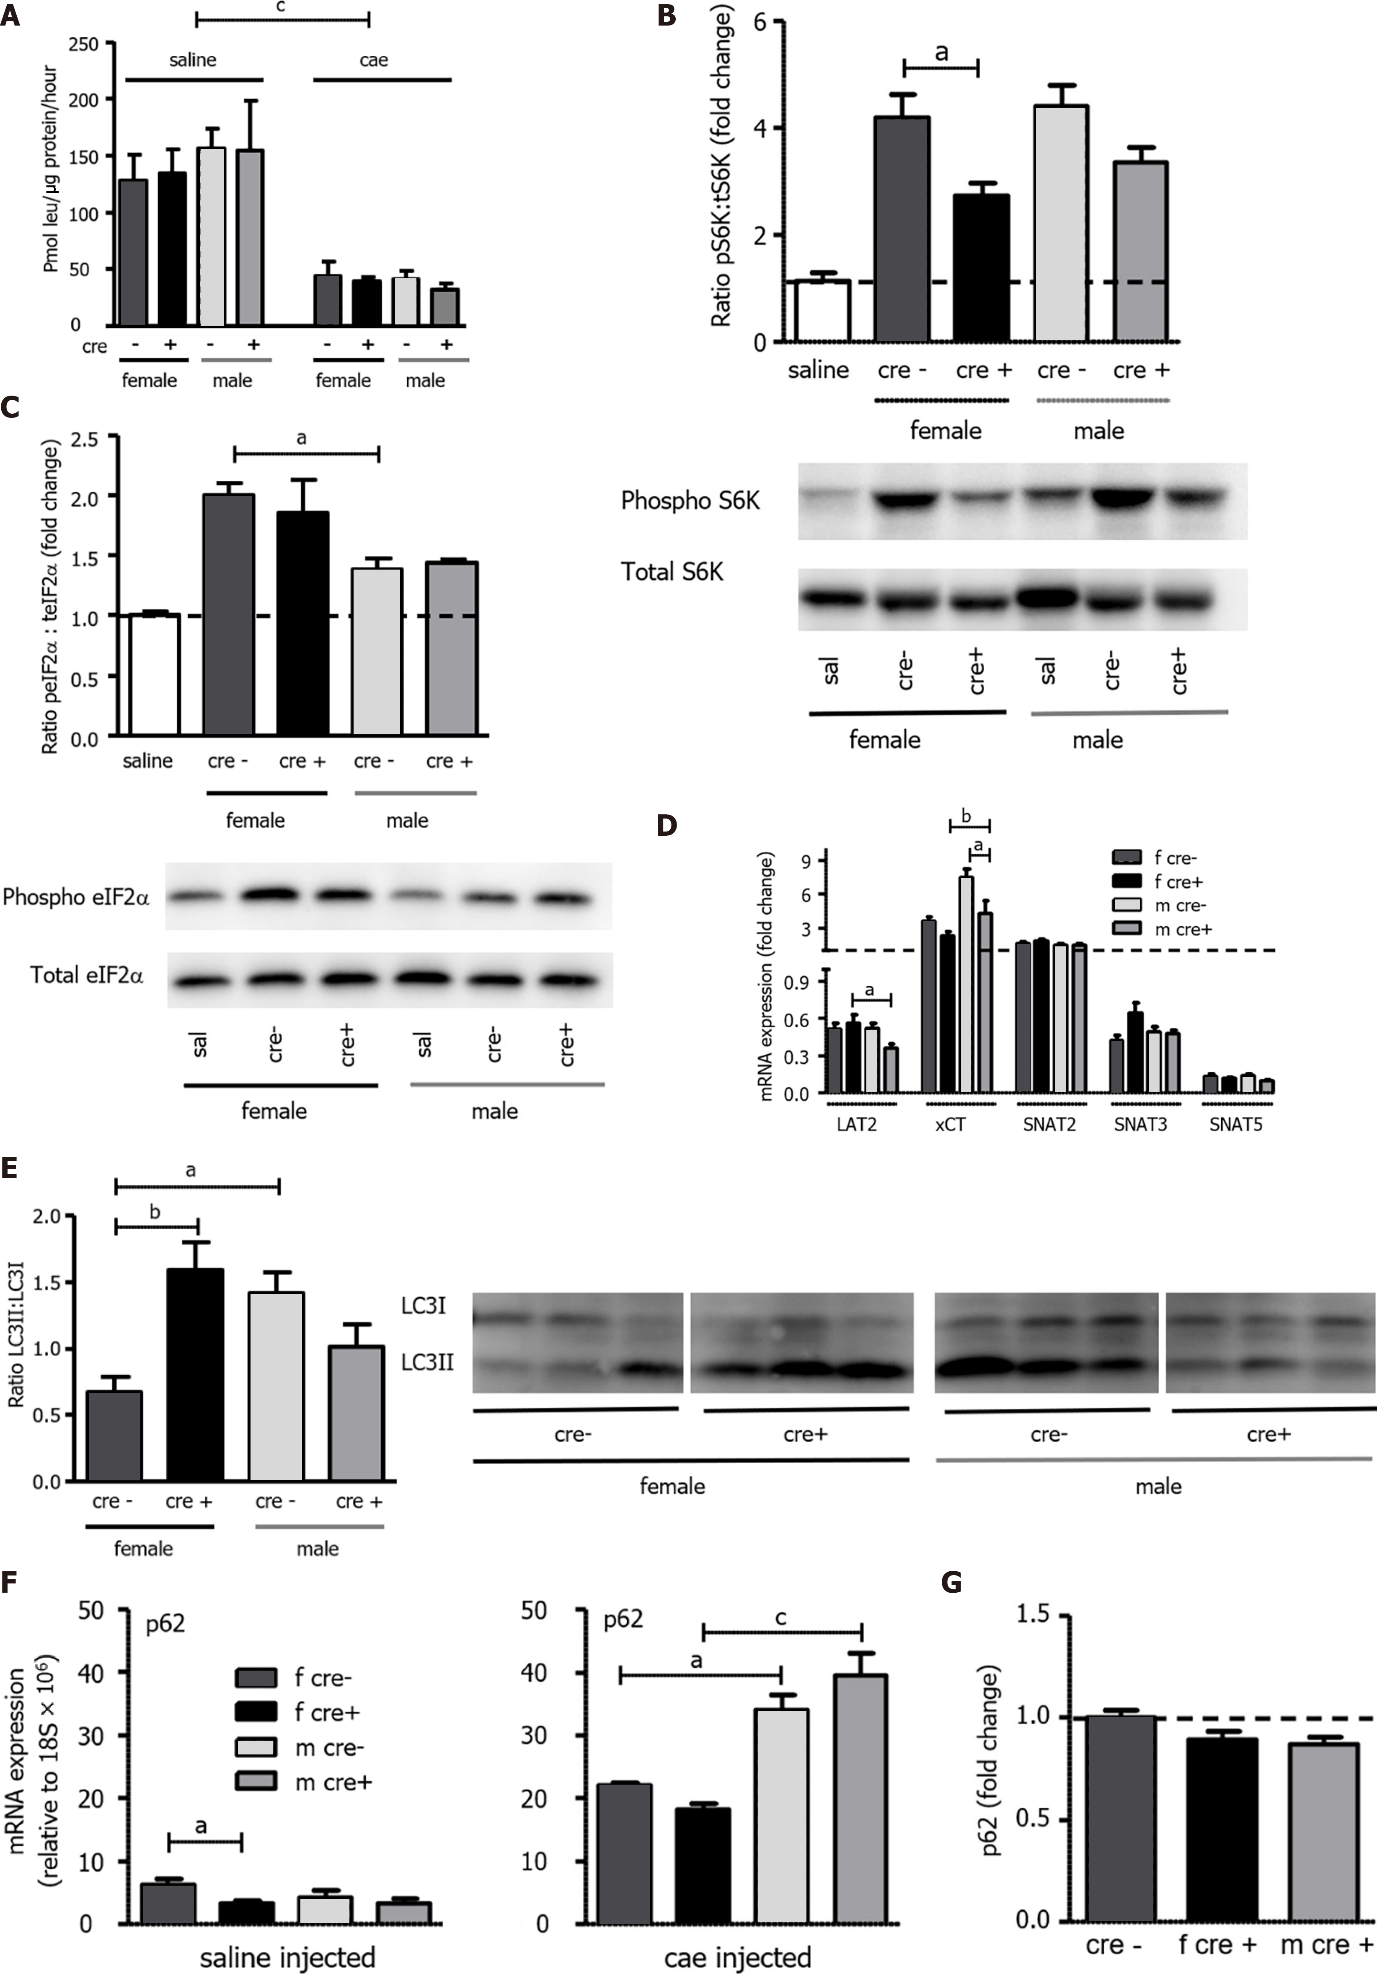 A
c
saline
cae
Pmol leu/µg protein/hour
250
200
150
100
50
0
cre - + - + - + - +
female male female male
B
a
Ratio pS6K:tS6K (fold change)
6
4
2
0
saline cre - cre + cre - cre +
female male
Phospho S6K
Total S6K
sal cre- cre+ sal cre- cre+
female male
C
a
Ratio peIF2α : teIF2α (fold change)
2.5
2.0
1.5
1.0
0.5
0.0
saline cre - cre + cre - cre +
female male
Phospho eIF2α
Total eIF2α
sal cre- cre+ sal cre- cre+
female male
D
b
a
a
mRNA expression (fold change)
9
6
3
0.9
0.6
0.3
0.0
f cre-
f cre+
m cre-
m cre+
LAT2 xCT SNAT2 SNAT3 SNAT5
E
a
b
Ratio LC3II:LC3I
2.0
1.5
1.0
0.5
0.0
cre - cre + cre - cre +
female male
LC3I
LC3II
cre- cre+ cre- cre+
female male
F
mRNA expression
(relative to 18S × 10⁶)
50
40
30
20
10
0
p62
f cre-
f cre+
m cre-
m cre+
a
saline injected
50
40
30
20
10
0
p62
c
a
cae injected
G
p62 (fold change)
1.5
1.0
0.5
0.0
cre - f cre + m cre +